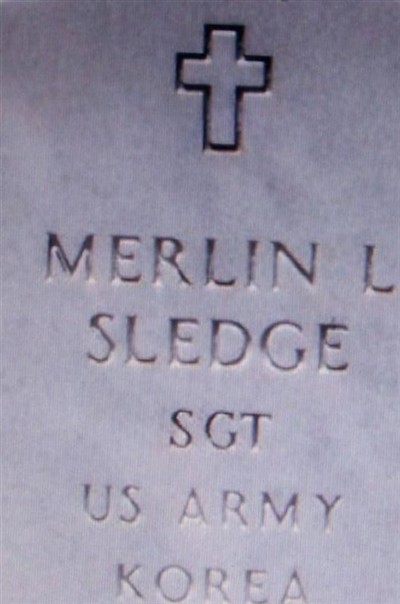 MERLIN L
SLEDGE
SGT
US ARMY
KOREA